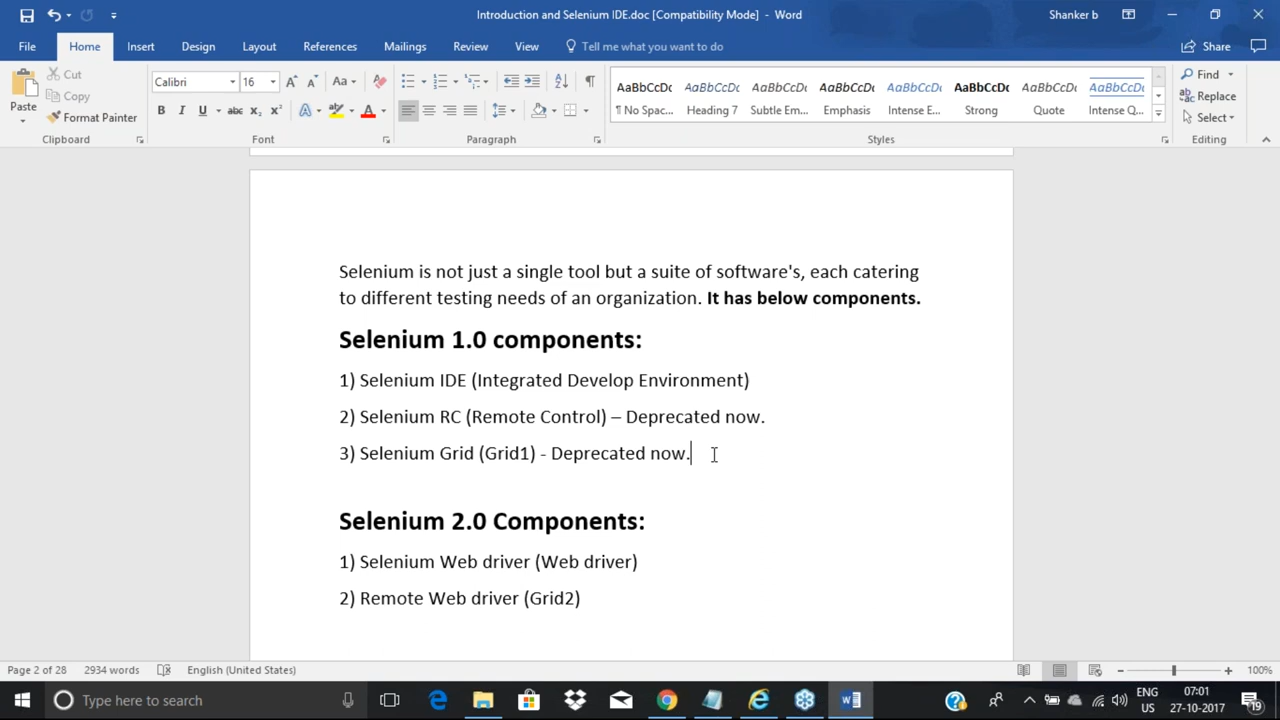 Introduction and Selenium IDE.doc [Compatibility Mode] - Word
Shanker b
File Home Insert Design Layout References Mailings Review View Tell me what you want to do Share
Paste
Cut
Copy
Format Painter
Clipboard
Calibri 16
Aa
B I U abc x₂ x² A A
Font
Paragraph
AaBbCcDc AaBbCcDc AaBbCcDc AaBbCcDc AaBbCcDc AaBbCcDc AaBbCcDc AaBbCcDc
¶ No Spac... Heading 7 Subtle Em... Emphasis Intense E... Strong Quote Intense Q...
Styles
Find
Replace
Select
Editing
Selenium is not just a single tool but a suite of software's, each catering
to different testing needs of an organization. It has below components.
Selenium 1.0 components:
1) Selenium IDE (Integrated Develop Environment)
2) Selenium RC (Remote Control) – Deprecated now.
3) Selenium Grid (Grid1) - Deprecated now.
Selenium 2.0 Components:
1) Selenium Web driver (Web driver)
2) Remote Web driver (Grid2)
Page 2 of 28 2934 words English (United States) 100%
Type here to search
ENG
US
07:01
27-10-2017
19